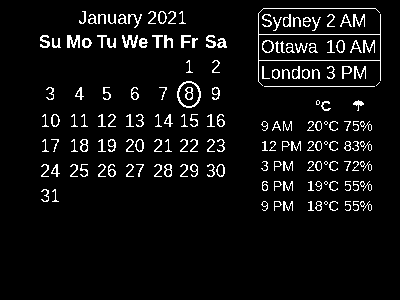 January 2021
Su Mo Tu We Th Fr Sa
1 2
3 4 5 6 7 8 9
10 11 12 13 14 15 16
17 18 19 20 21 22 23
24 25 26 27 28 29 30
31
Sydney 2 AM
Ottawa 10 AM
London 3 PM
°C ☂
9 AM 20°C 75%
12 PM 20°C 83%
3 PM 20°C 72%
6 PM 19°C 55%
9 PM 18°C 55%